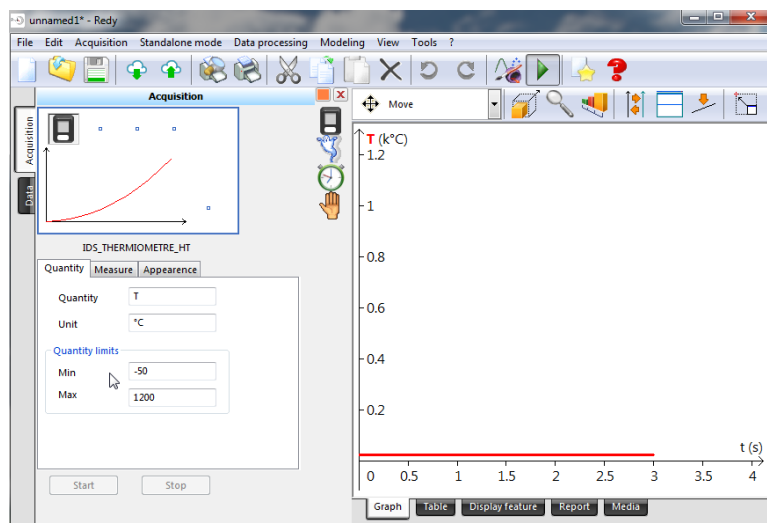 unnamed1* - Redy
File Edit Acquisition Standalone mode Data processing Modeling View Tools ?
Acquisition
Move
Acquisition
Data
IDS_THERMIOMETRE_HT
Quantity Measure Appearence
Quantity T
Unit °C
Quantity limits
Min -50
Max 1200
Start Stop
T (k°C)
1.2
1
0.8
0.6
0.4
0.2
t (s)
0 0.5 1 1.5 2 2.5 3 3.5 4
Graph Table Display feature Report Media